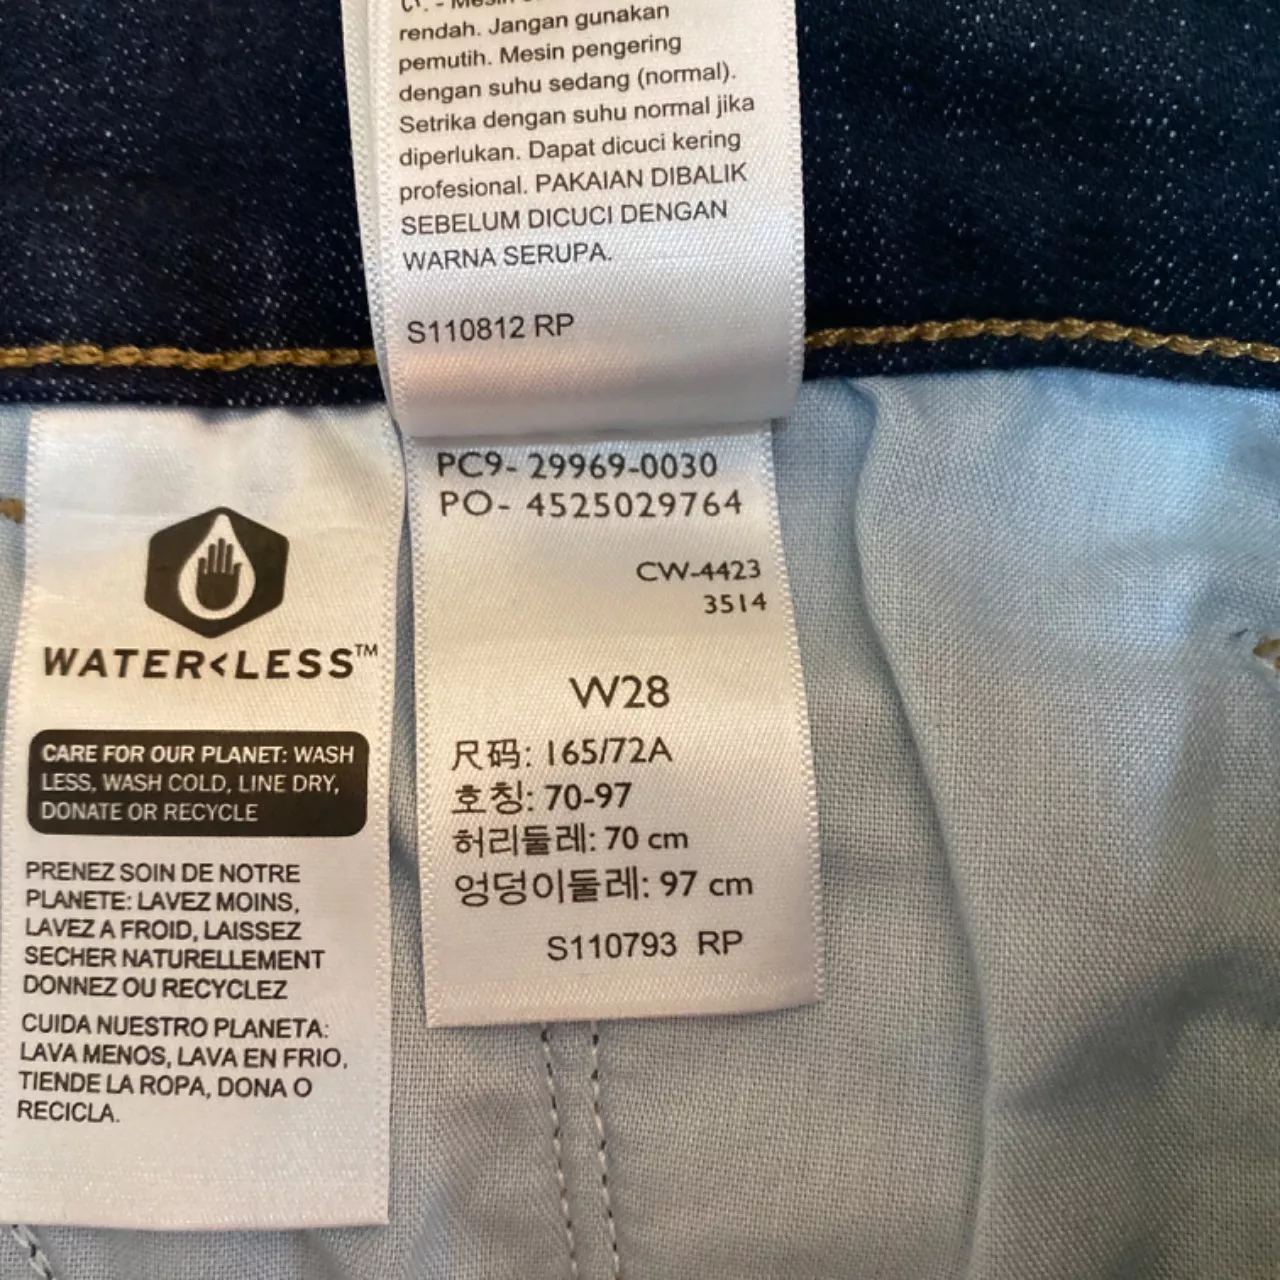 rendah. Jangan gunakan
pemutih. Mesin pengering
dengan suhu sedang (normal).
Setrika dengan suhu normal jika
diperlukan. Dapat dicuci kering
profesional. PAKAIAN DIBALIK
SEBELUM DICUCI DENGAN
WARNA SERUPA.
S110812 RP
PC9- 29969-0030
PO- 4525029764
CW-4423
3514
W28
尺码: 165/72A
호칭: 70-97
허리둘레: 70 cm
엉덩이둘레: 97 cm
S110793 RP
WATER<LESS™
CARE FOR OUR PLANET: WASH
LESS, WASH COLD, LINE DRY,
DONATE OR RECYCLE
PRENEZ SOIN DE NOTRE
PLANETE: LAVEZ MOINS,
LAVEZ A FROID, LAISSEZ
SECHER NATURELLEMENT
DONNEZ OU RECYCLEZ
CUIDA NUESTRO PLANETA:
LAVA MENOS, LAVA EN FRIO,
TIENDE LA ROPA, DONA O
RECICLA.